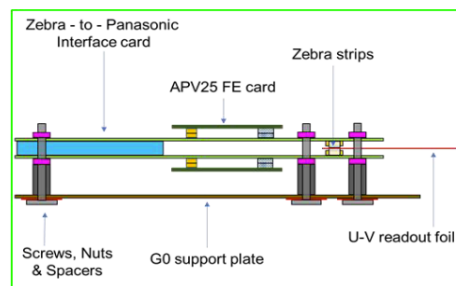 Zebra - to - Panasonic
Interface card
APV25 FE card
Zebra strips
Screws, Nuts
& Spacers
G0 support plate
U-V readout foil